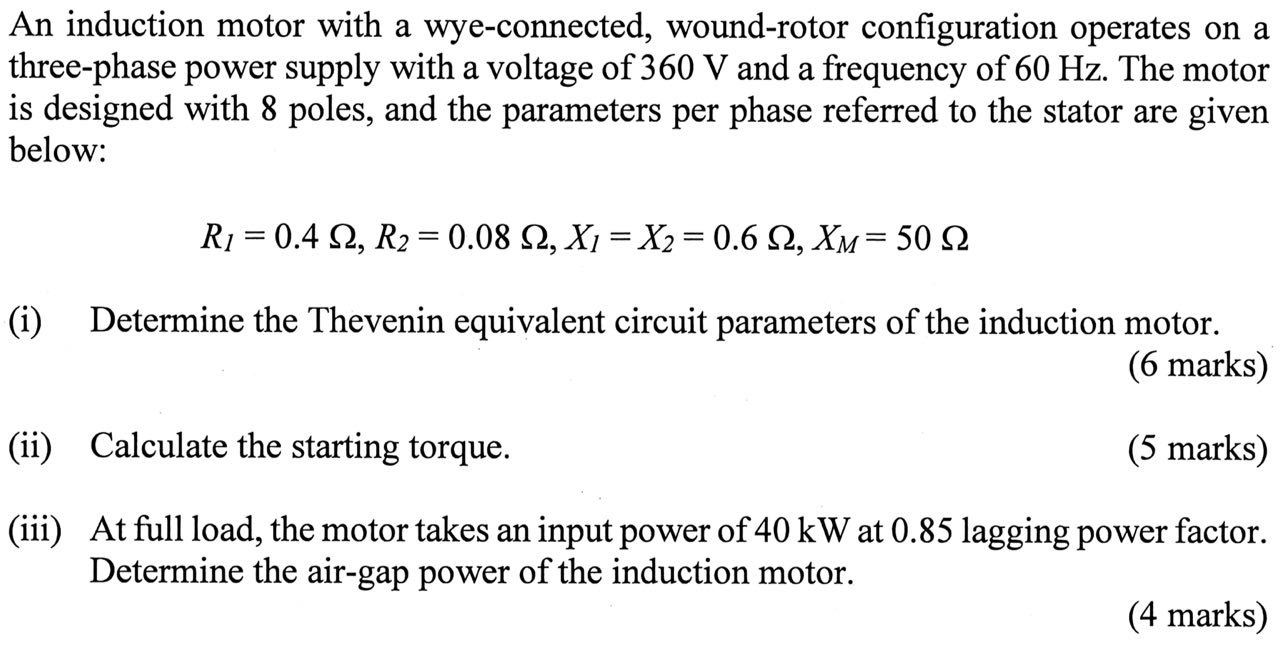 An induction motor with a wye-connected, wound-rotor configuration operates on a
three-phase power supply with a voltage of 360 V and a frequency of 60 Hz. The motor
is designed with 8 poles, and the parameters per phase referred to the stator are given
below:
R1 = 0.4 Ω, R2 = 0.08 Ω, X1 = X2 = 0.6 Ω, XM = 50 Ω
(i) Determine the Thevenin equivalent circuit parameters of the induction motor.
(6 marks)
(ii) Calculate the starting torque. (5 marks)
(iii) At full load, the motor takes an input power of 40 kW at 0.85 lagging power factor.
Determine the air-gap power of the induction motor.
(4 marks)